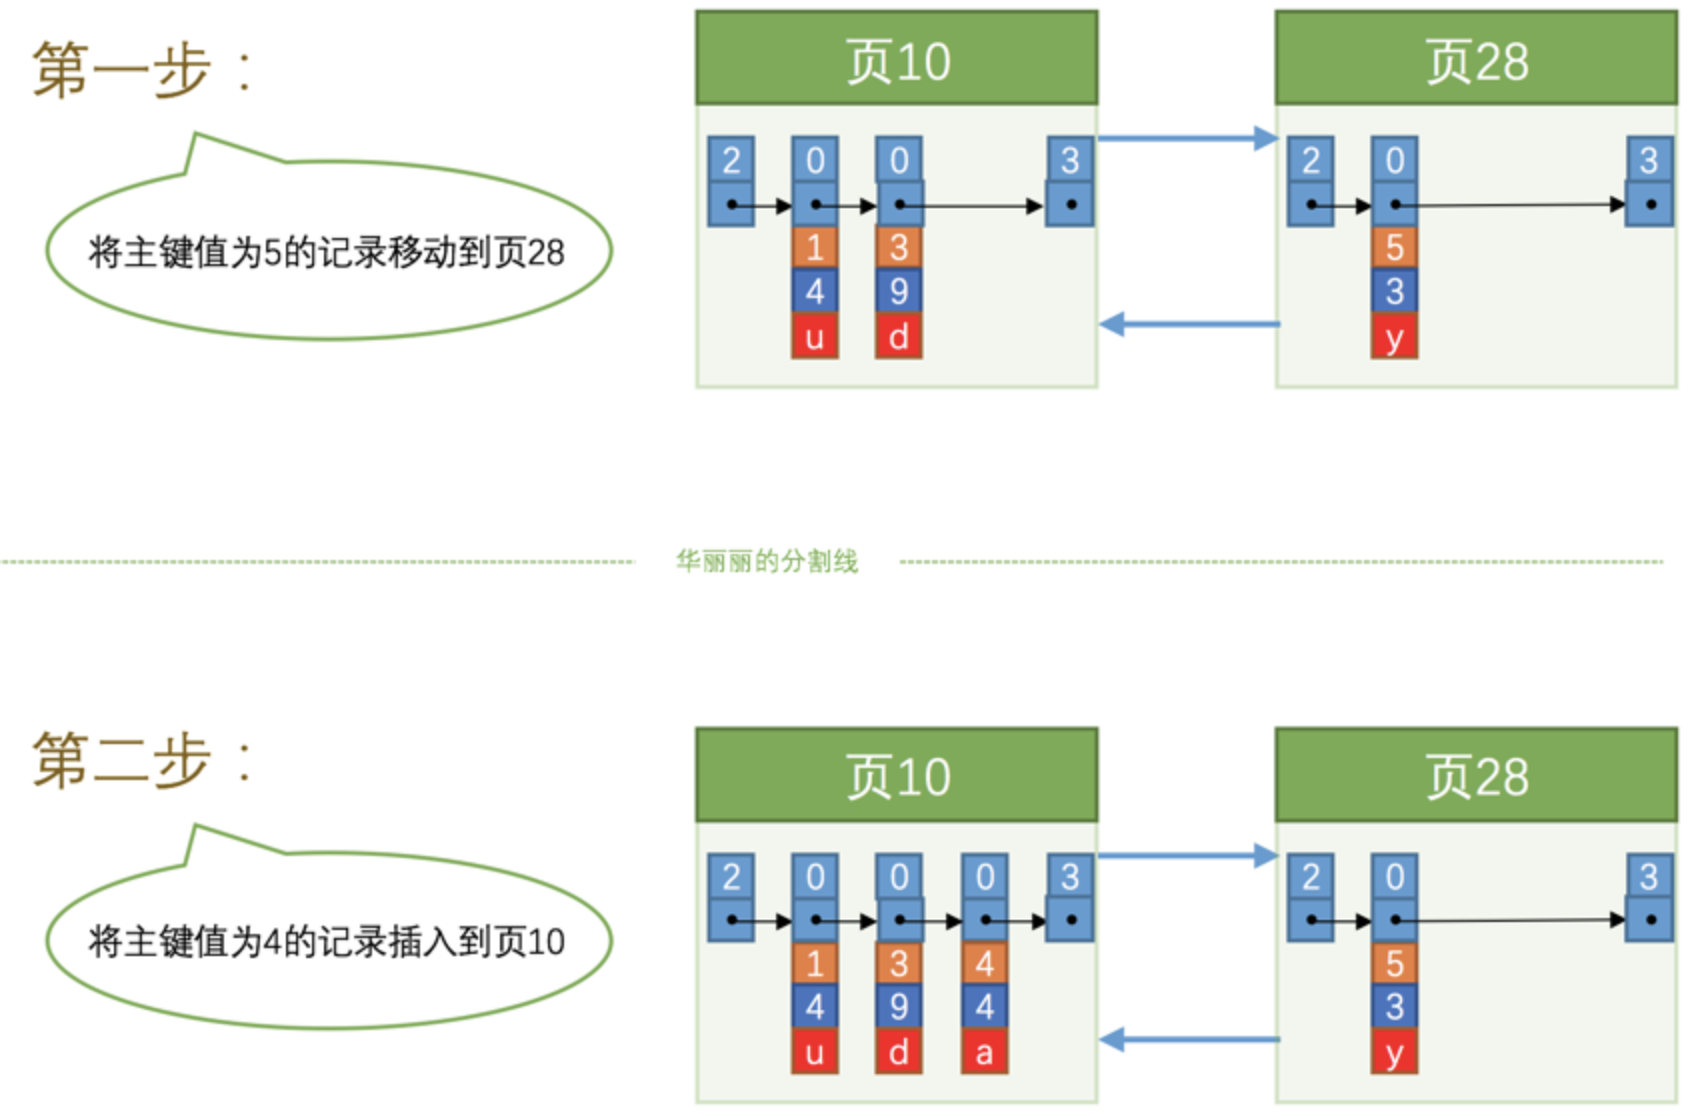 第一步：
页10
页28
2 0 0 3
2 0 3
1 3
5
4 9
3
u d
y
将主键值为5的记录移动到页28
华丽丽的分割线
第二步：
页10
页28
2 0 0 0 3
2 0 3
1 3 4
5
4 9 4
3
u d a
y
将主键值为4的记录插入到页10